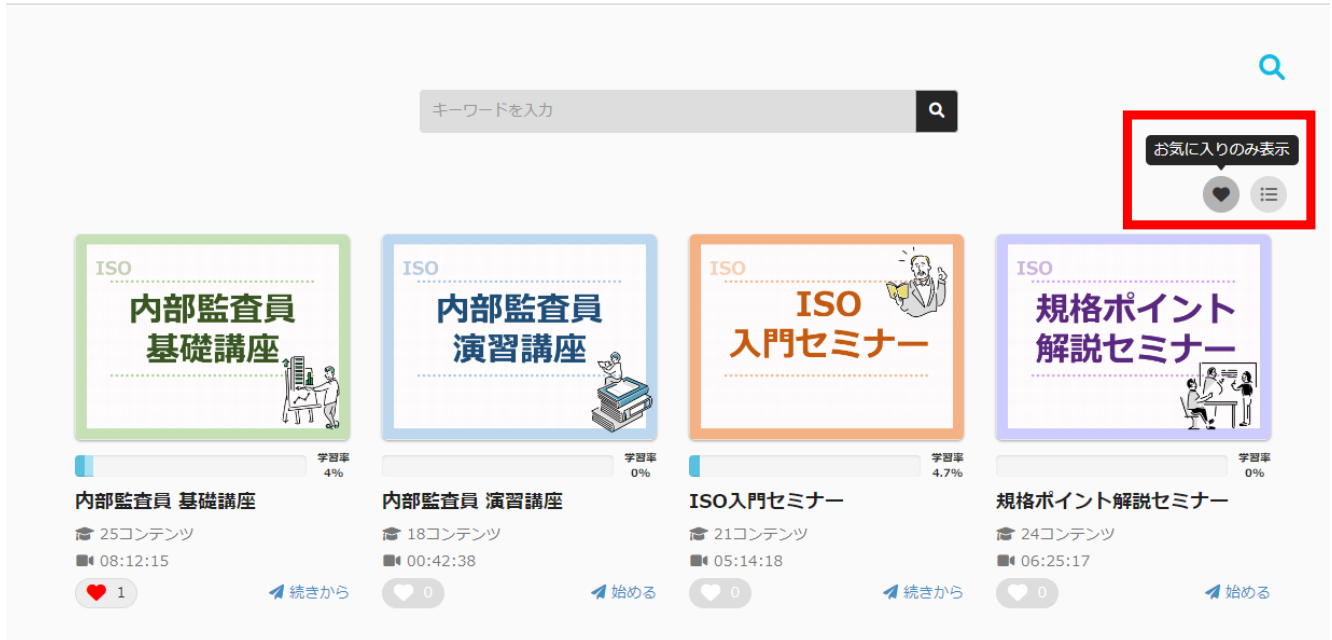 キーワードを入力
お気に入りのみ表示
ISO
内部監査員
基礎講座
ISO
内部監査員
演習講座
ISO
ISO
入門セミナー
ISO
規格ポイント
解説セミナー
学習率
4%
学習率
0%
学習率
4.7%
学習率
0%
内部監査員 基礎講座
内部監査員 演習講座
ISO入門セミナー
規格ポイント解説セミナー
25コンテンツ
18コンテンツ
21コンテンツ
24コンテンツ
08:12:15
00:42:38
05:14:18
06:25:17
1
続きから
0
始める
0
続きから
0
始める